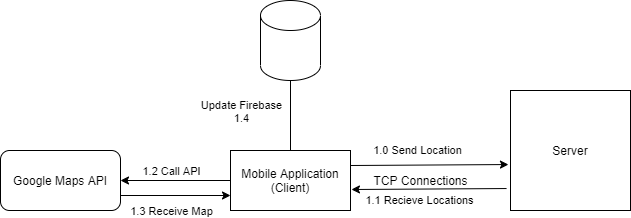 Update Firebase
1.4
1.0 Send Location
Server
1.2 Call API
Google Maps API
Mobile Application
(Client)
TCP Connections
1.1 Recieve Locations
1.3 Receive Map